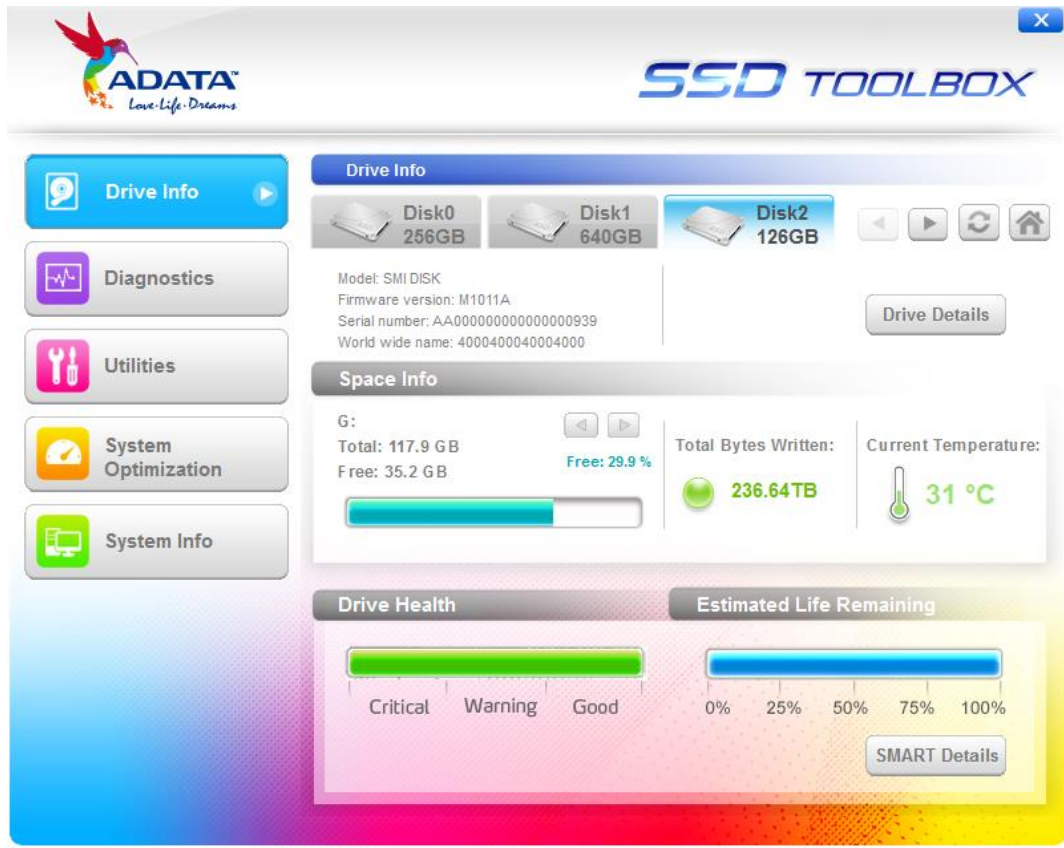 X
ADATA™
Love·Life·Dreams
SSD TOOLBOX
Drive Info
Diagnostics
Utilities
System
Optimization
System Info
Drive Info
Disk0
256GB
Disk1
640GB
Disk2
126GB
Model: SMI DISK
Firmware version: M1011A
Serial number: AA000000000000000939
World wide name: 4000400040004000
Drive Details
Space Info
G:
Total: 117.9 GB
Free: 35.2 GB
Free: 29.9 %
Total Bytes Written:
236.64TB
Current Temperature:
31 °C
Drive Health
Critical Warning Good
Estimated Life Remaining
0% 25% 50% 75% 100%
SMART Details